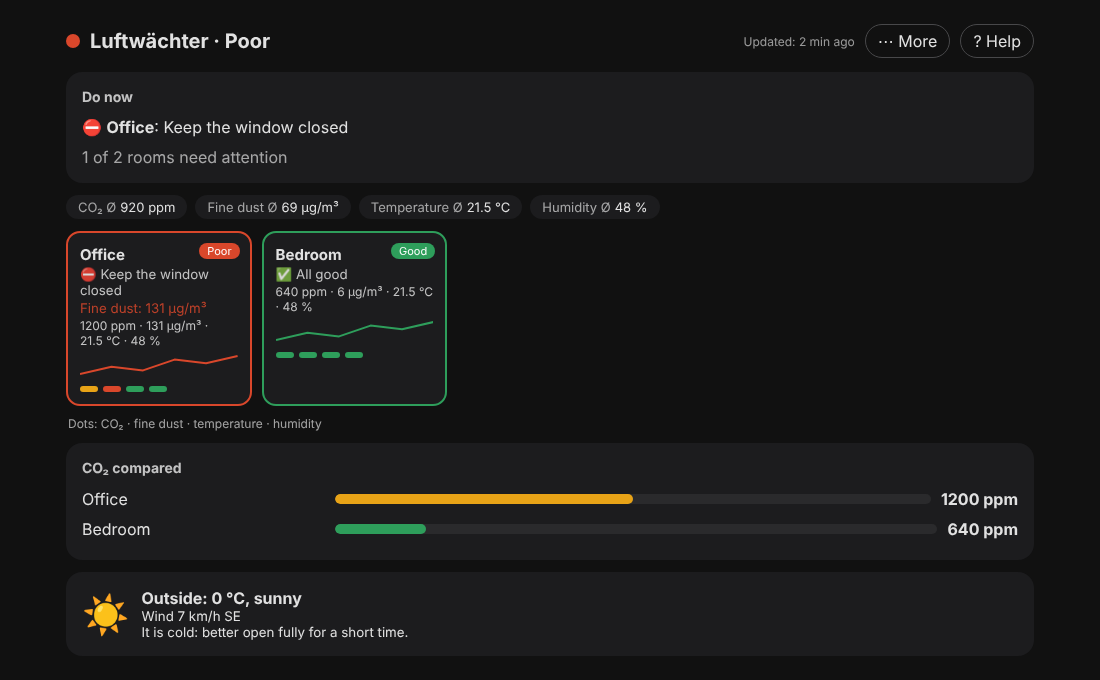 Luftwächter · Poor
Updated: 2 min ago
⋯ More
? Help
Do now
⛔ Office: Keep the window closed
1 of 2 rooms need attention
CO₂ Ø 920 ppm
Fine dust Ø 69 µg/m³
Temperature Ø 21.5 °C
Humidity Ø 48 %
Office
Poor
⛔ Keep the window
closed
Fine dust: 131 µg/m³
1200 ppm · 131 µg/m³ ·
21.5 °C · 48 %
Bedroom
Good
✅ All good
640 ppm · 6 µg/m³ · 21.5 °C
· 48 %
Dots: CO₂ · fine dust · temperature · humidity
CO₂ compared
Office 1200 ppm
Bedroom 640 ppm
Outside: 0 °C, sunny
Wind 7 km/h SE
It is cold: better open fully for a short time.